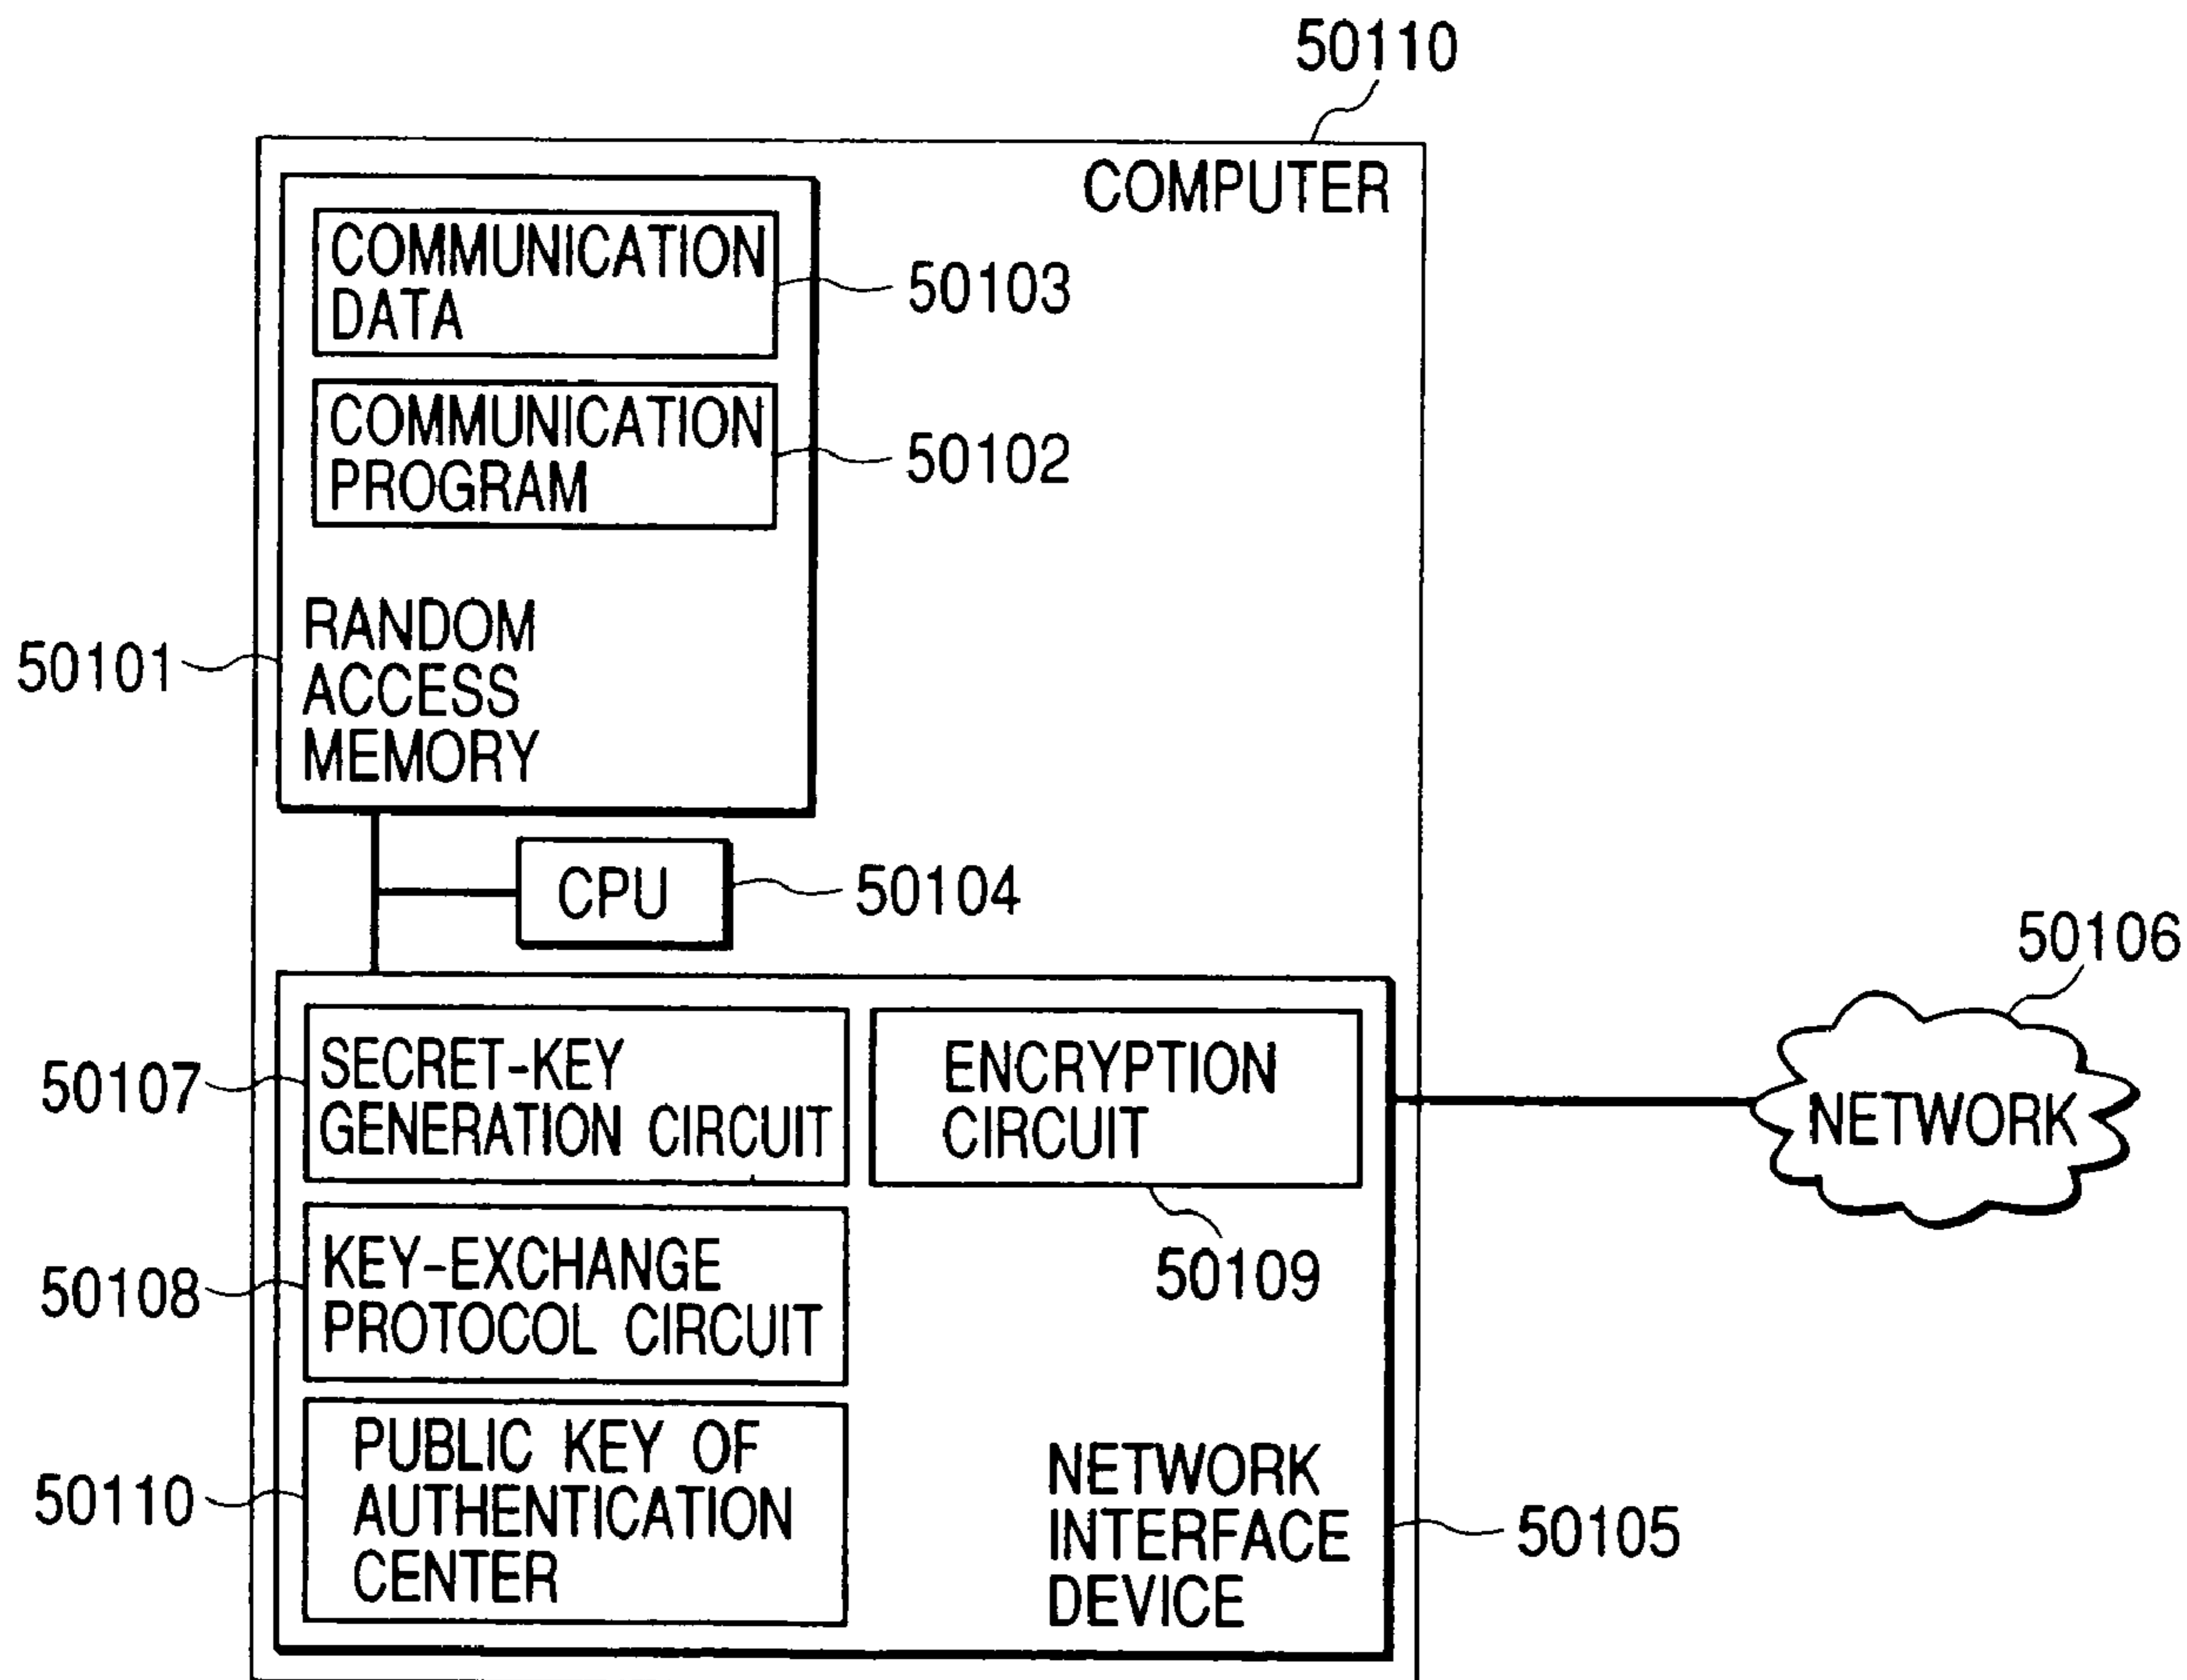 50110
COMPUTER
COMMUNICATION
DATA
50103
COMMUNICATION
PROGRAM
50102
RANDOM
ACCESS
MEMORY
50101
CPU
50104
50106
NETWORK
50107
SECRET-KEY
GENERATION CIRCUIT
ENCRYPTION
CIRCUIT
50109
50108
KEY-EXCHANGE
PROTOCOL CIRCUIT
50110
PUBLIC KEY OF
AUTHENTICATION
CENTER
NETWORK
INTERFACE
DEVICE
50105